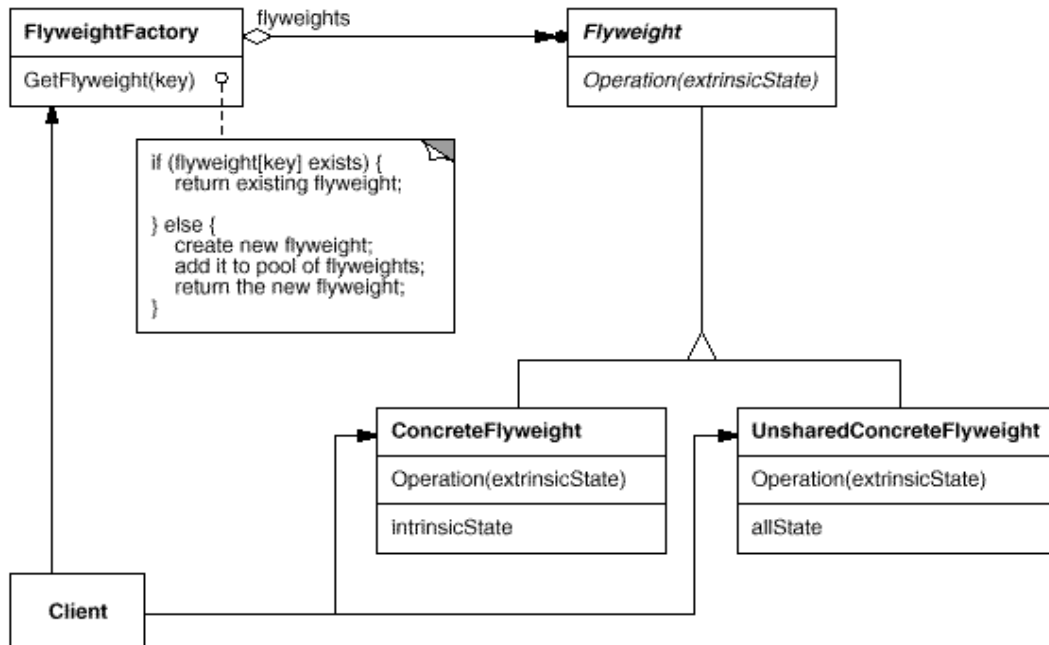 FlyweightFactory
GetFlyweight(key)
flyweights
Flyweight
Operation(extrinsicState)
if (flyweight[key] exists) {
return existing flyweight;
} else {
create new flyweight;
add it to pool of flyweights;
return the new flyweight;
}
ConcreteFlyweight
Operation(extrinsicState)
intrinsicState
UnsharedConcreteFlyweight
Operation(extrinsicState)
allState
Client